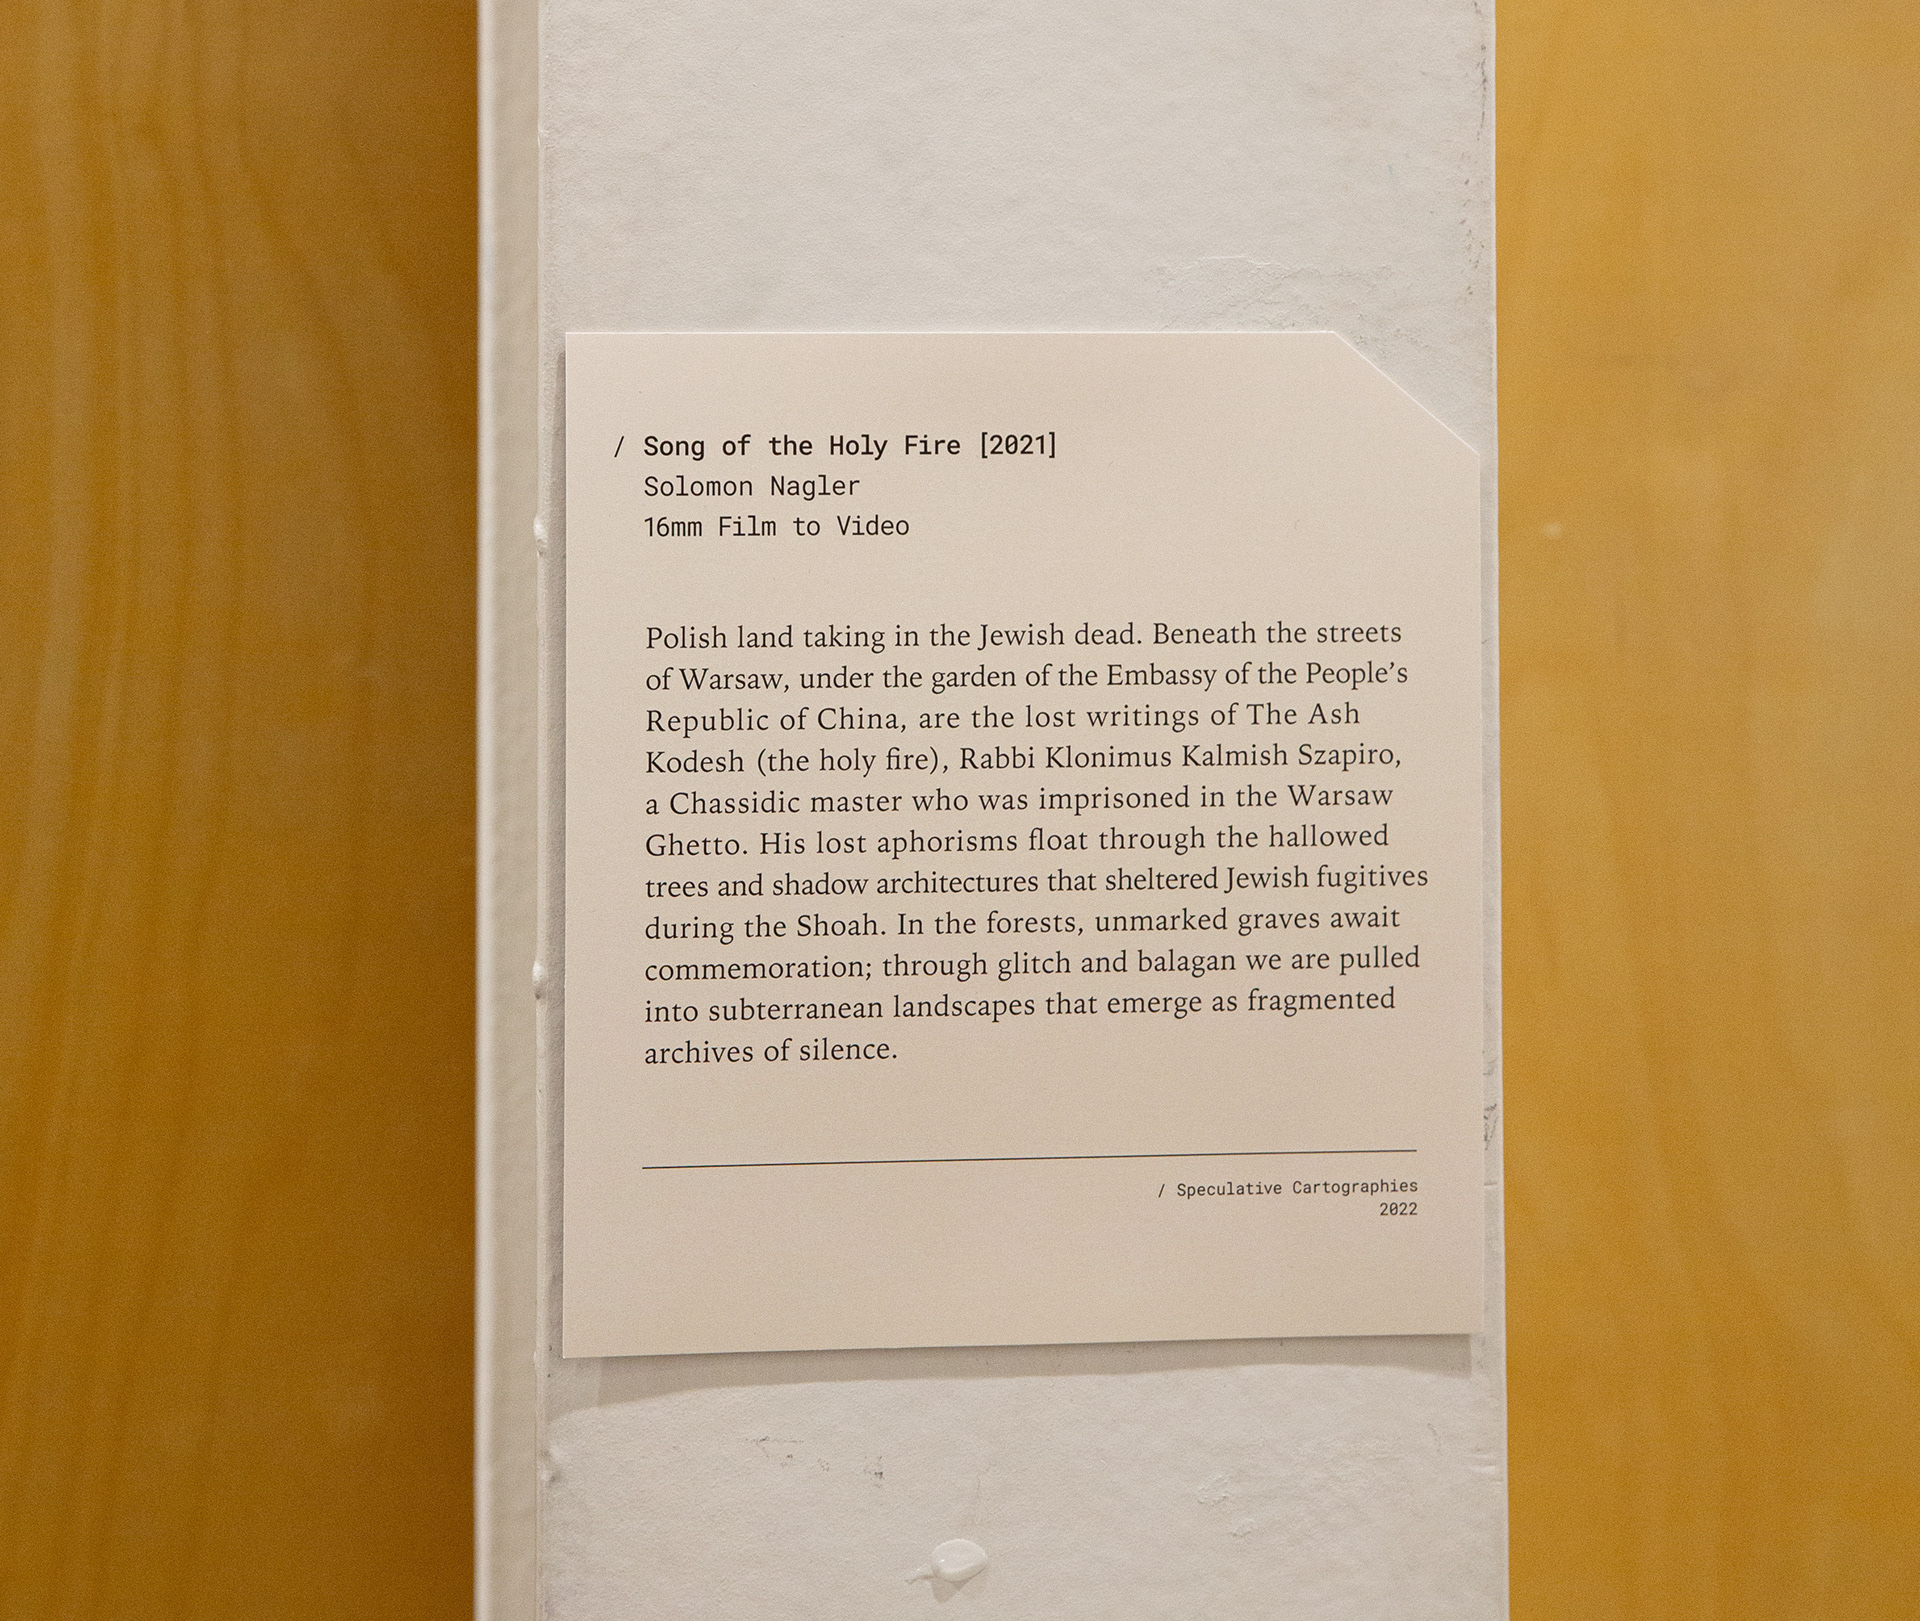 / Song of the Holy Fire [2021]
Solomon Nagler
16mm Film to Video
Polish land taking in the Jewish dead. Beneath the streets
of Warsaw, under the garden of the Embassy of the People’s
Republic of China, are the lost writings of The Ash
Kodesh (the holy fire), Rabbi Klonimus Kalmish Szapiro,
a Chassidic master who was imprisoned in the Warsaw
Ghetto. His lost aphorisms float through the hallowed
trees and shadow architectures that sheltered Jewish fugitives
during the Shoah. In the forests, unmarked graves await
commemoration; through glitch and balagan we are pulled
into subterranean landscapes that emerge as fragmented
archives of silence.
/ Speculative Cartographies
2022